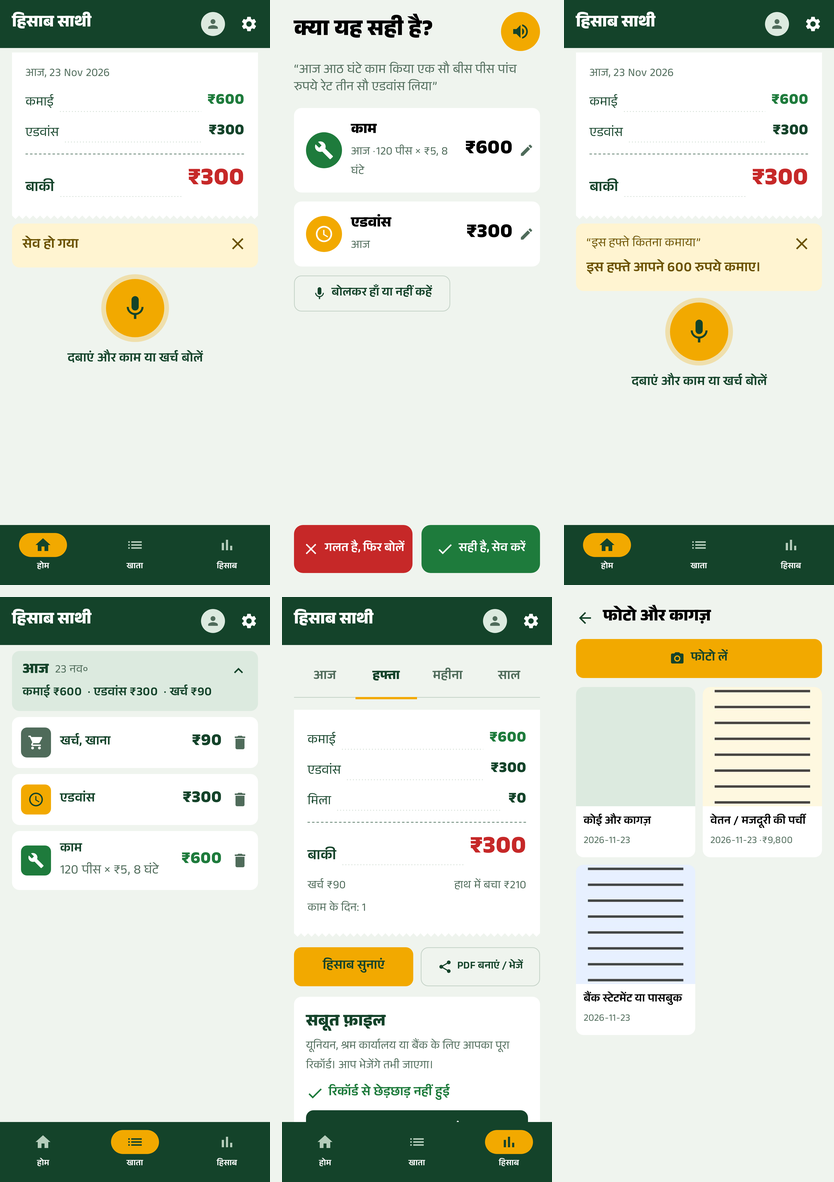 हिसाब साथी
आज, 23 Nov 2026
कमाई ₹600
एडवांस ₹300
बाकी ₹300
सेव हो गया
दबाएं और काम या खर्च बोलें
होम खाता हिसाब
क्या यह सही है?
“आज आठ घंटे काम किया एक सौ बीस पीस पांच
रुपये रेट तीन सौ एडवांस लिया”
काम
आज ·120 पीस × ₹5, 8
घंटे
₹600
एडवांस
आज
₹300
बोलकर हाँ या नहीं कहें
गलत है, फिर बोलें
सही है, सेव करें
हिसाब साथी
आज, 23 Nov 2026
कमाई ₹600
एडवांस ₹300
बाकी ₹300
“इस हफ्ते कितना कमाया”
इस हफ्ते आपने 600 रुपये कमाए।
दबाएं और काम या खर्च बोलें
होम खाता हिसाब
हिसाब साथी
आज 23 नव॰
कमाई ₹600 · एडवांस ₹300 · खर्च ₹90
खर्च, खाना ₹90
एडवांस ₹300
काम
120 पीस × ₹5, 8 घंटे
₹600
होम खाता हिसाब
हिसाब साथी
आज हफ्ता महीना साल
कमाई ₹600
एडवांस ₹300
मिला ₹0
बाकी ₹300
खर्च ₹90 हाथ में बचा ₹210
काम के दिन: 1
हिसाब सुनाएं
PDF बनाएं / भेजें
सबूत फ़ाइल
यूनियन, श्रम कार्यालय या बैंक के लिए आपका पूरा
रिकॉर्ड। आप भेजेंगे तभी जाएगा।
रिकॉर्ड से छेड़छाड़ नहीं हुई
होम खाता हिसाब
फोटो और कागज़
फोटो लें
कोई और कागज़
2026-11-23
वेतन / मजदूरी की पर्ची
2026-11-23 ·₹9,800
बैंक स्टेटमेंट या पासबुक
2026-11-23